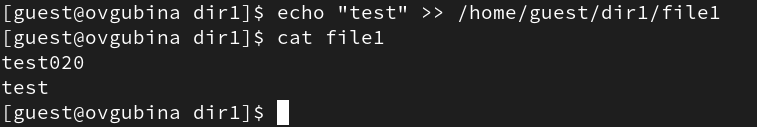 [guest@ovgubina dir1]$ echo "test" >> /home/guest/dir1/file1
[guest@ovgubina dir1]$ cat file1
test020
test
[guest@ovgubina dir1]$